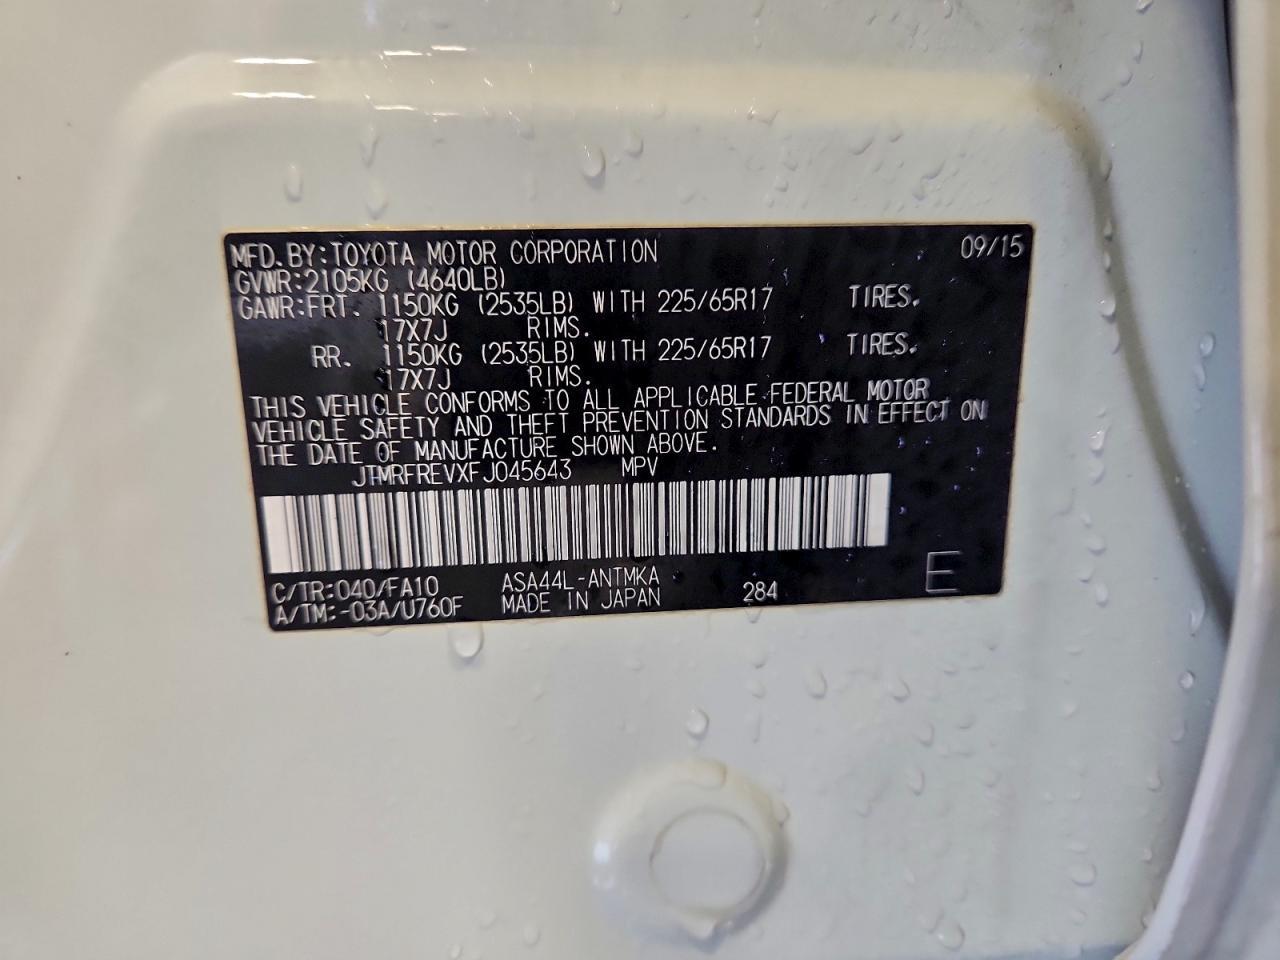 MFD.BY:TOYOTA MOTOR CORPORATION 09/15
GVWR:2105KG (4640LB)
GAWR:FRT. 1150KG (2535LB) WITH 225/65R17 TIRES.
17X7J RIMS.
RR. 1150KG (2535LB) WITH 225/65R17 TIRES.
17X7J RIMS.
THIS VEHICLE CONFORMS TO ALL APPLICABLE FEDERAL MOTOR
VEHICLE SAFETY AND THEFT PREVENTION STANDARDS IN EFFECT ON
THE DATE OF MANUFACTURE SHOWN ABOVE.
JTMRFREVXFJ045643 MPV
C/TR:040/FA10 ASA44L-ANTMKA 284 E
A/TM:-03A/U760F MADE IN JAPAN